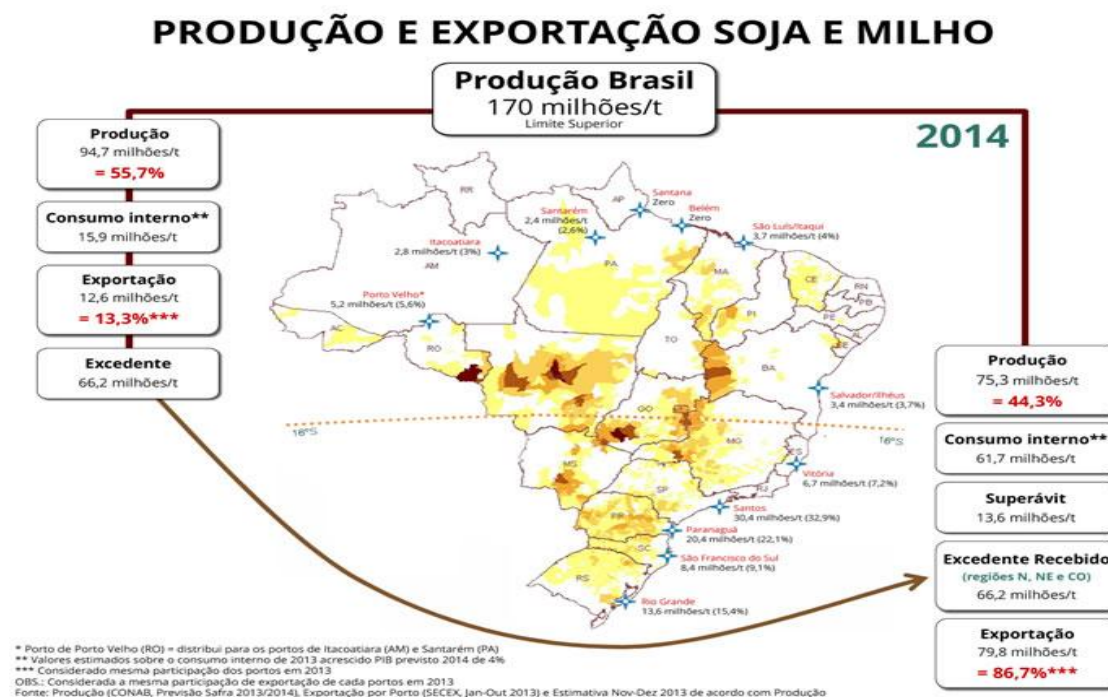 PRODUÇÃO E EXPORTAÇÃO SOJA E MILHO
Produção Brasil
170 milhões/t
Limite Superior
2014
Produção
94,7 milhões/t
= 55,7%
Consumo interno**
15,9 milhões/t
Exportação
12,6 milhões/t
= 13,3%***
Excedente
66,2 milhões/t
RR
AP
Santana
Zero
Belém
Zero
Santarém
2,4 milhões/t
(2,6%)
São Luís/Itaqui
3,7 milhões/t (4%)
Itacoatiara
2,8 milhões/t (3%)
AM
PA
MA
CE
RN
PB
PE
AL
SE
PI
Porto Velho*
5,2 milhões/t (5,6%)
AC
RO
TO
BA
Salvador/Ilhéus
3,4 milhões/t (3,7%)
GO
16ºS
16ºS
MG
ES
Vitória
6,7 milhões/t (7,2%)
MS
SP
RJ
Santos
30,4 milhões/t (32,9%)
PR
Paranaguá
20,4 milhões/t (22,1%)
SC
São Francisco do Sul
8,4 milhões/t (9,1%)
RS
Rio Grande
13,6 milhões/t (15,4%)
Produção
75,3 milhões/t
= 44,3%
Consumo interno**
61,7 milhões/t
Superávit
13,6 milhões/t
Excedente Recebido
(regiões N, NE e CO)
66,2 milhões/t
Exportação
79,8 milhões/t
= 86,7%***
* Porto de Porto Velho (RO) = distribui para os portos de Itacoatiara (AM) e Santarém (PA)
** Valores estimados sobre o consumo interno de 2013 acrescido PIB previsto 2014 de 4%
*** Considerado mesma participação dos portos em 2013
OBS.: Considerada a mesma participação de exportação de cada portos em 2013
Fonte: Produção (CONAB, Previsão Safra 2013/2014), Exportação por Porto (SECEX, Jan-Out 2013) e Estimativa Nov-Dez 2013 de acordo com Produção